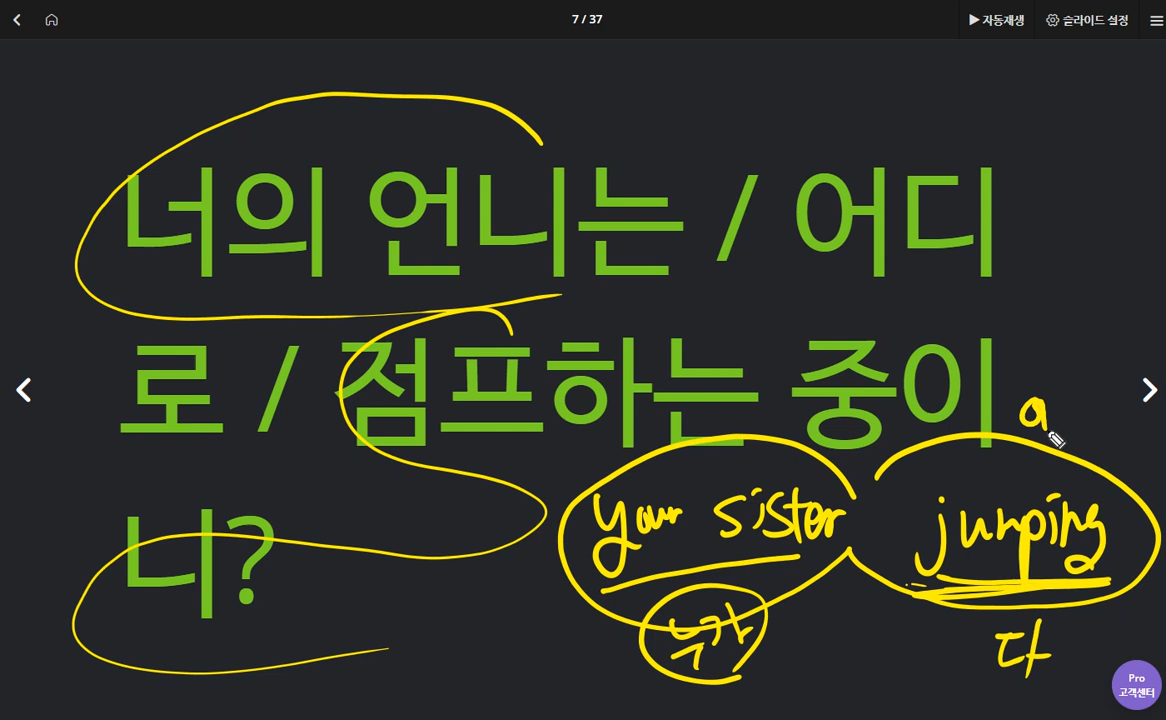 7 / 37
▶ 자동재생
슬라이드 설정
너의 언니는 / 어디
로 / 점프하는 중이
니?
a
your sister
jumping
누가
다
Pro
고객센터